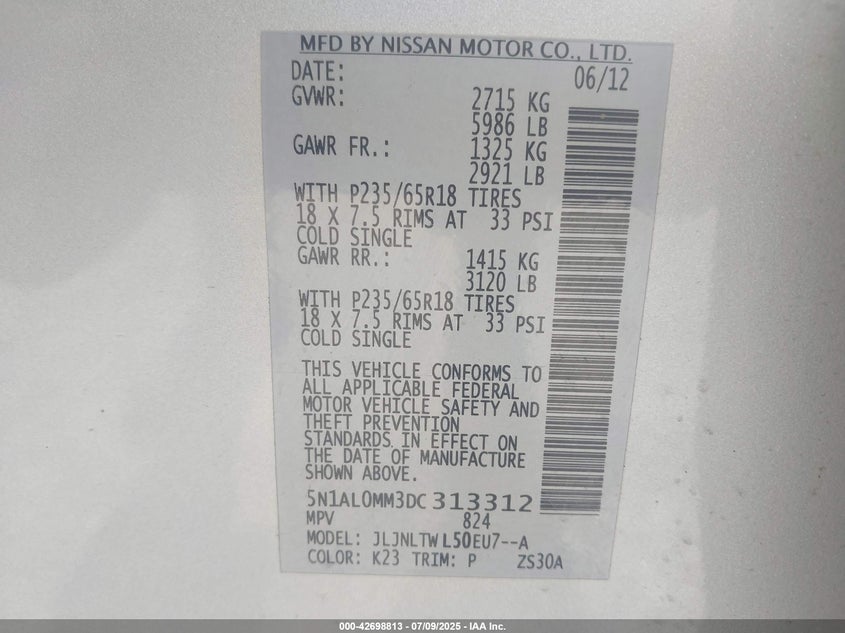 MFD BY NISSAN MOTOR CO., LTD.
DATE: 06/12
GVWR: 2715 KG
5986 LB
GAWR FR.: 1325 KG
2921 LB
WITH P235/65R18 TIRES
18 X 7.5 RIMS AT 33 PSI
COLD SINGLE
GAWR RR.: 1415 KG
3120 LB
WITH P235/65R18 TIRES
18 X 7.5 RIMS AT 33 PSI
COLD SINGLE
THIS VEHICLE CONFORMS TO
ALL APPLICABLE FEDERAL
MOTOR VEHICLE SAFETY AND
THEFT PREVENTION
STANDARDS IN EFFECT ON
THE DATE OF MANUFACTURE
SHOWN ABOVE.
5N1AL0MM3DC313312
MPV 824
MODEL: JLJNLTWL50EU7--A
COLOR: K23 TRIM: P ZS30A
000-42698813 - 07/09/2025 - IAA Inc.